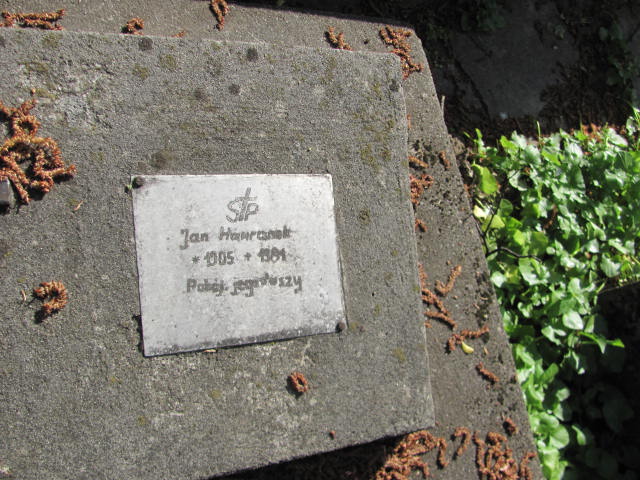 S†P
Jan
* 1905 + 1981
Pokój jego duszy